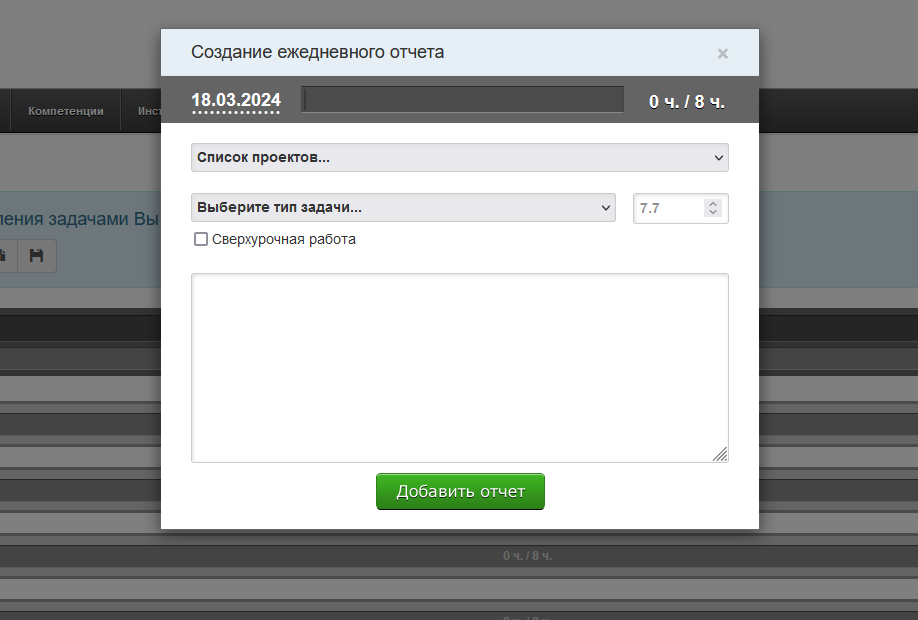 Создание ежедневного отчета
×
18.03.2024
0 ч. / 8 ч.
Компетенции
Инст
Список проектов...
Выберите тип задачи...
7.7
ления задачами Вы
Сверхурочная работа
Добавить отчет
0 ч. / 8 ч.